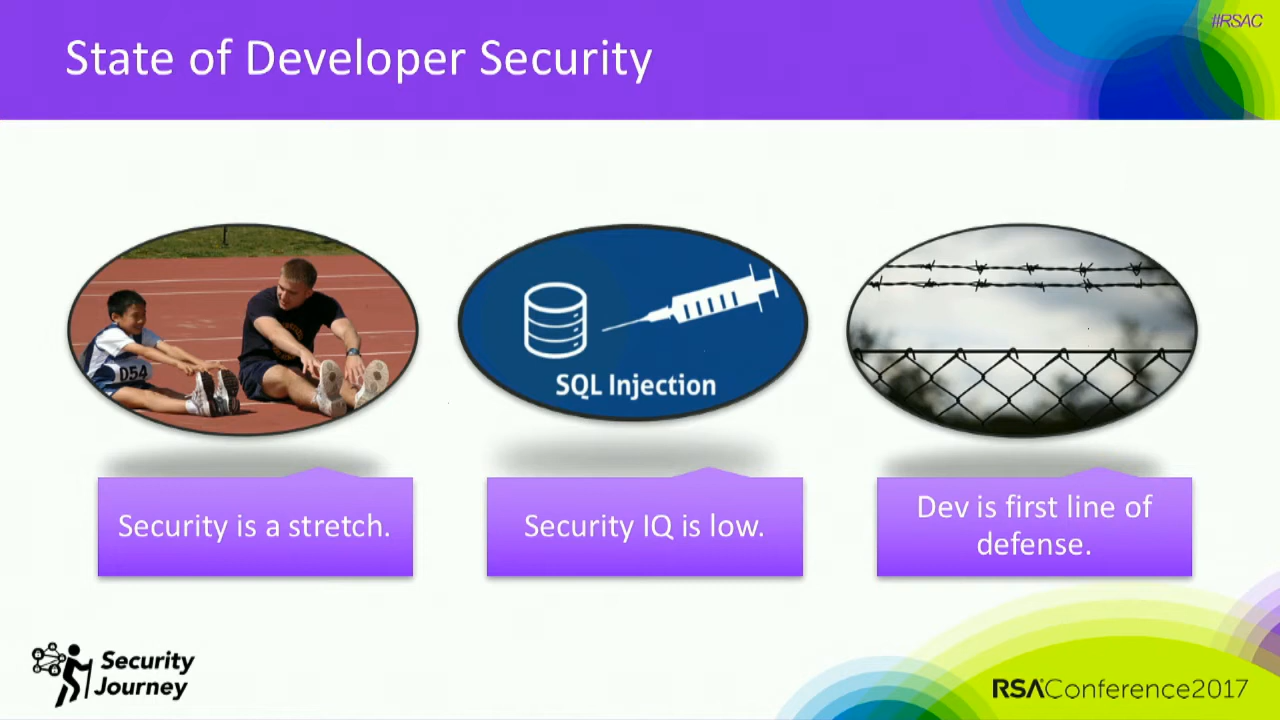 #RSAC
State of Developer Security
D54
SQL Injection
Security is a stretch.
Security IQ is low.
Dev is first line of
defense.
Security
Journey
RSAConference2017